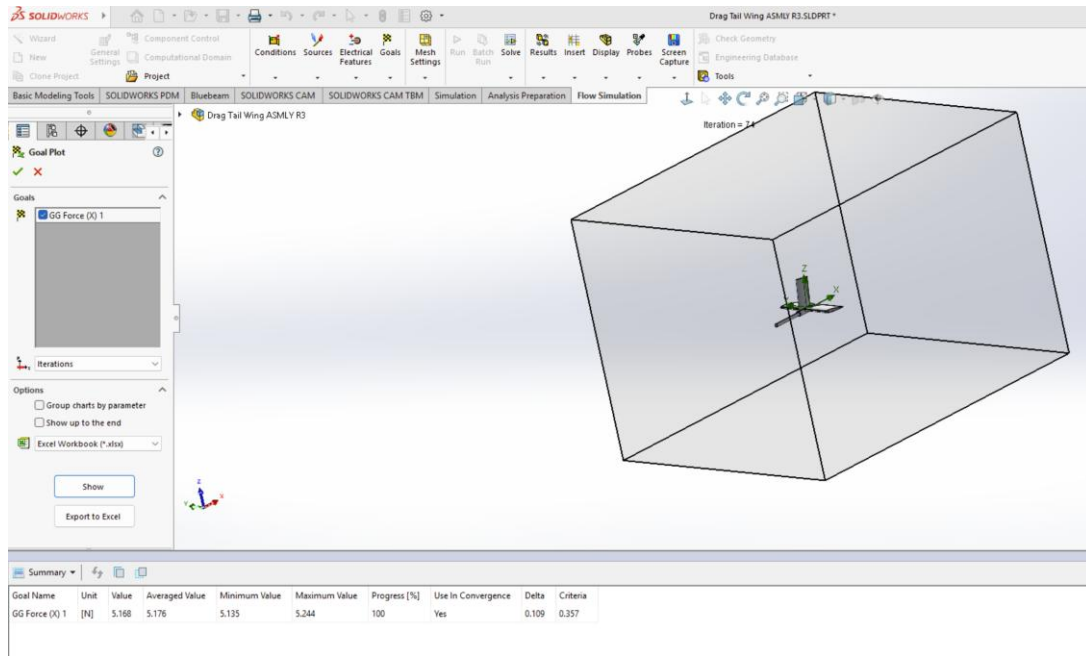 SOLIDWORKS
Drag Tail Wing ASMLY R3.SLDPRT *
Wizard
New
Clone Project
General Settings
Component Control
Computational Domain
Project
Conditions
Sources
Electrical Features
Goals
Mesh Settings
Run
Batch Run
Solve
Results
Insert
Display
Probes
Screen Capture
Check Geometry
Engineering Database
Tools
Basic Modeling Tools SOLIDWORKS PDM Bluebeam SOLIDWORKS CAM SOLIDWORKS CAM TBM Simulation Analysis Preparation Flow Simulation
Drag Tail Wing ASMLY R3
Iteration = 74
Goal Plot
Goals
GG Force (X) 1
Iterations
Options
Group charts by parameter
Show up to the end
Excel Workbook (*.xlsx)
Show
Export to Excel
Z
X
Z
Y
X
Summary
Goal Name Unit Value Averaged Value Minimum Value Maximum Value Progress [%] Use In Convergence Delta Criteria
GG Force (X) 1 [N] 5.168 5.176 5.135 5.244 100 Yes 0.109 0.357